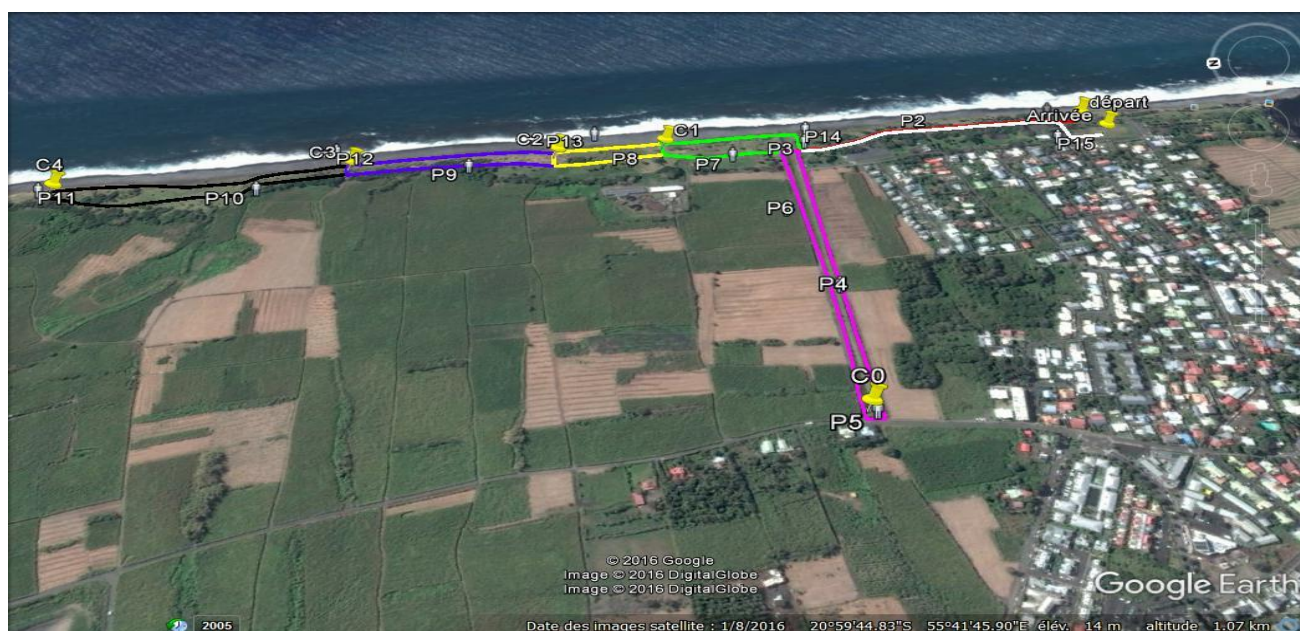 départ
Arrivée
P2
P15
P14
C1
P3
C2
P13
P8
P7
C3
P12
P9
C4
P11
P10
P6
P4
C0
P5
N
© 2016 Google
Image © 2016 DigitalGlobe
Image © 2016 DigitalGlobe
Google Earth
2005
Date des images satellite : 1/8/2016 20°59'44.83"S 55°41'45.90"E élév. 14 m altitude 1.07 km